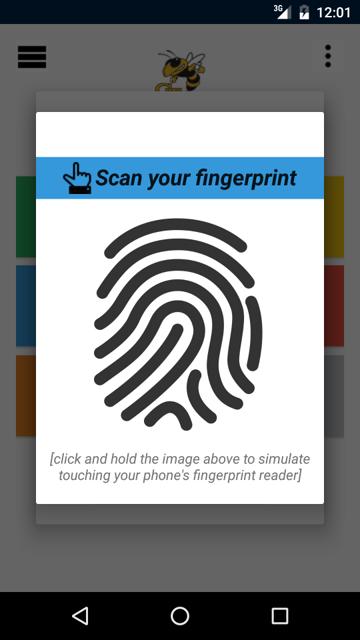 3G 12:01
Scan your fingerprint
[click and hold the image above to simulate
touching your phone's fingerprint reader]